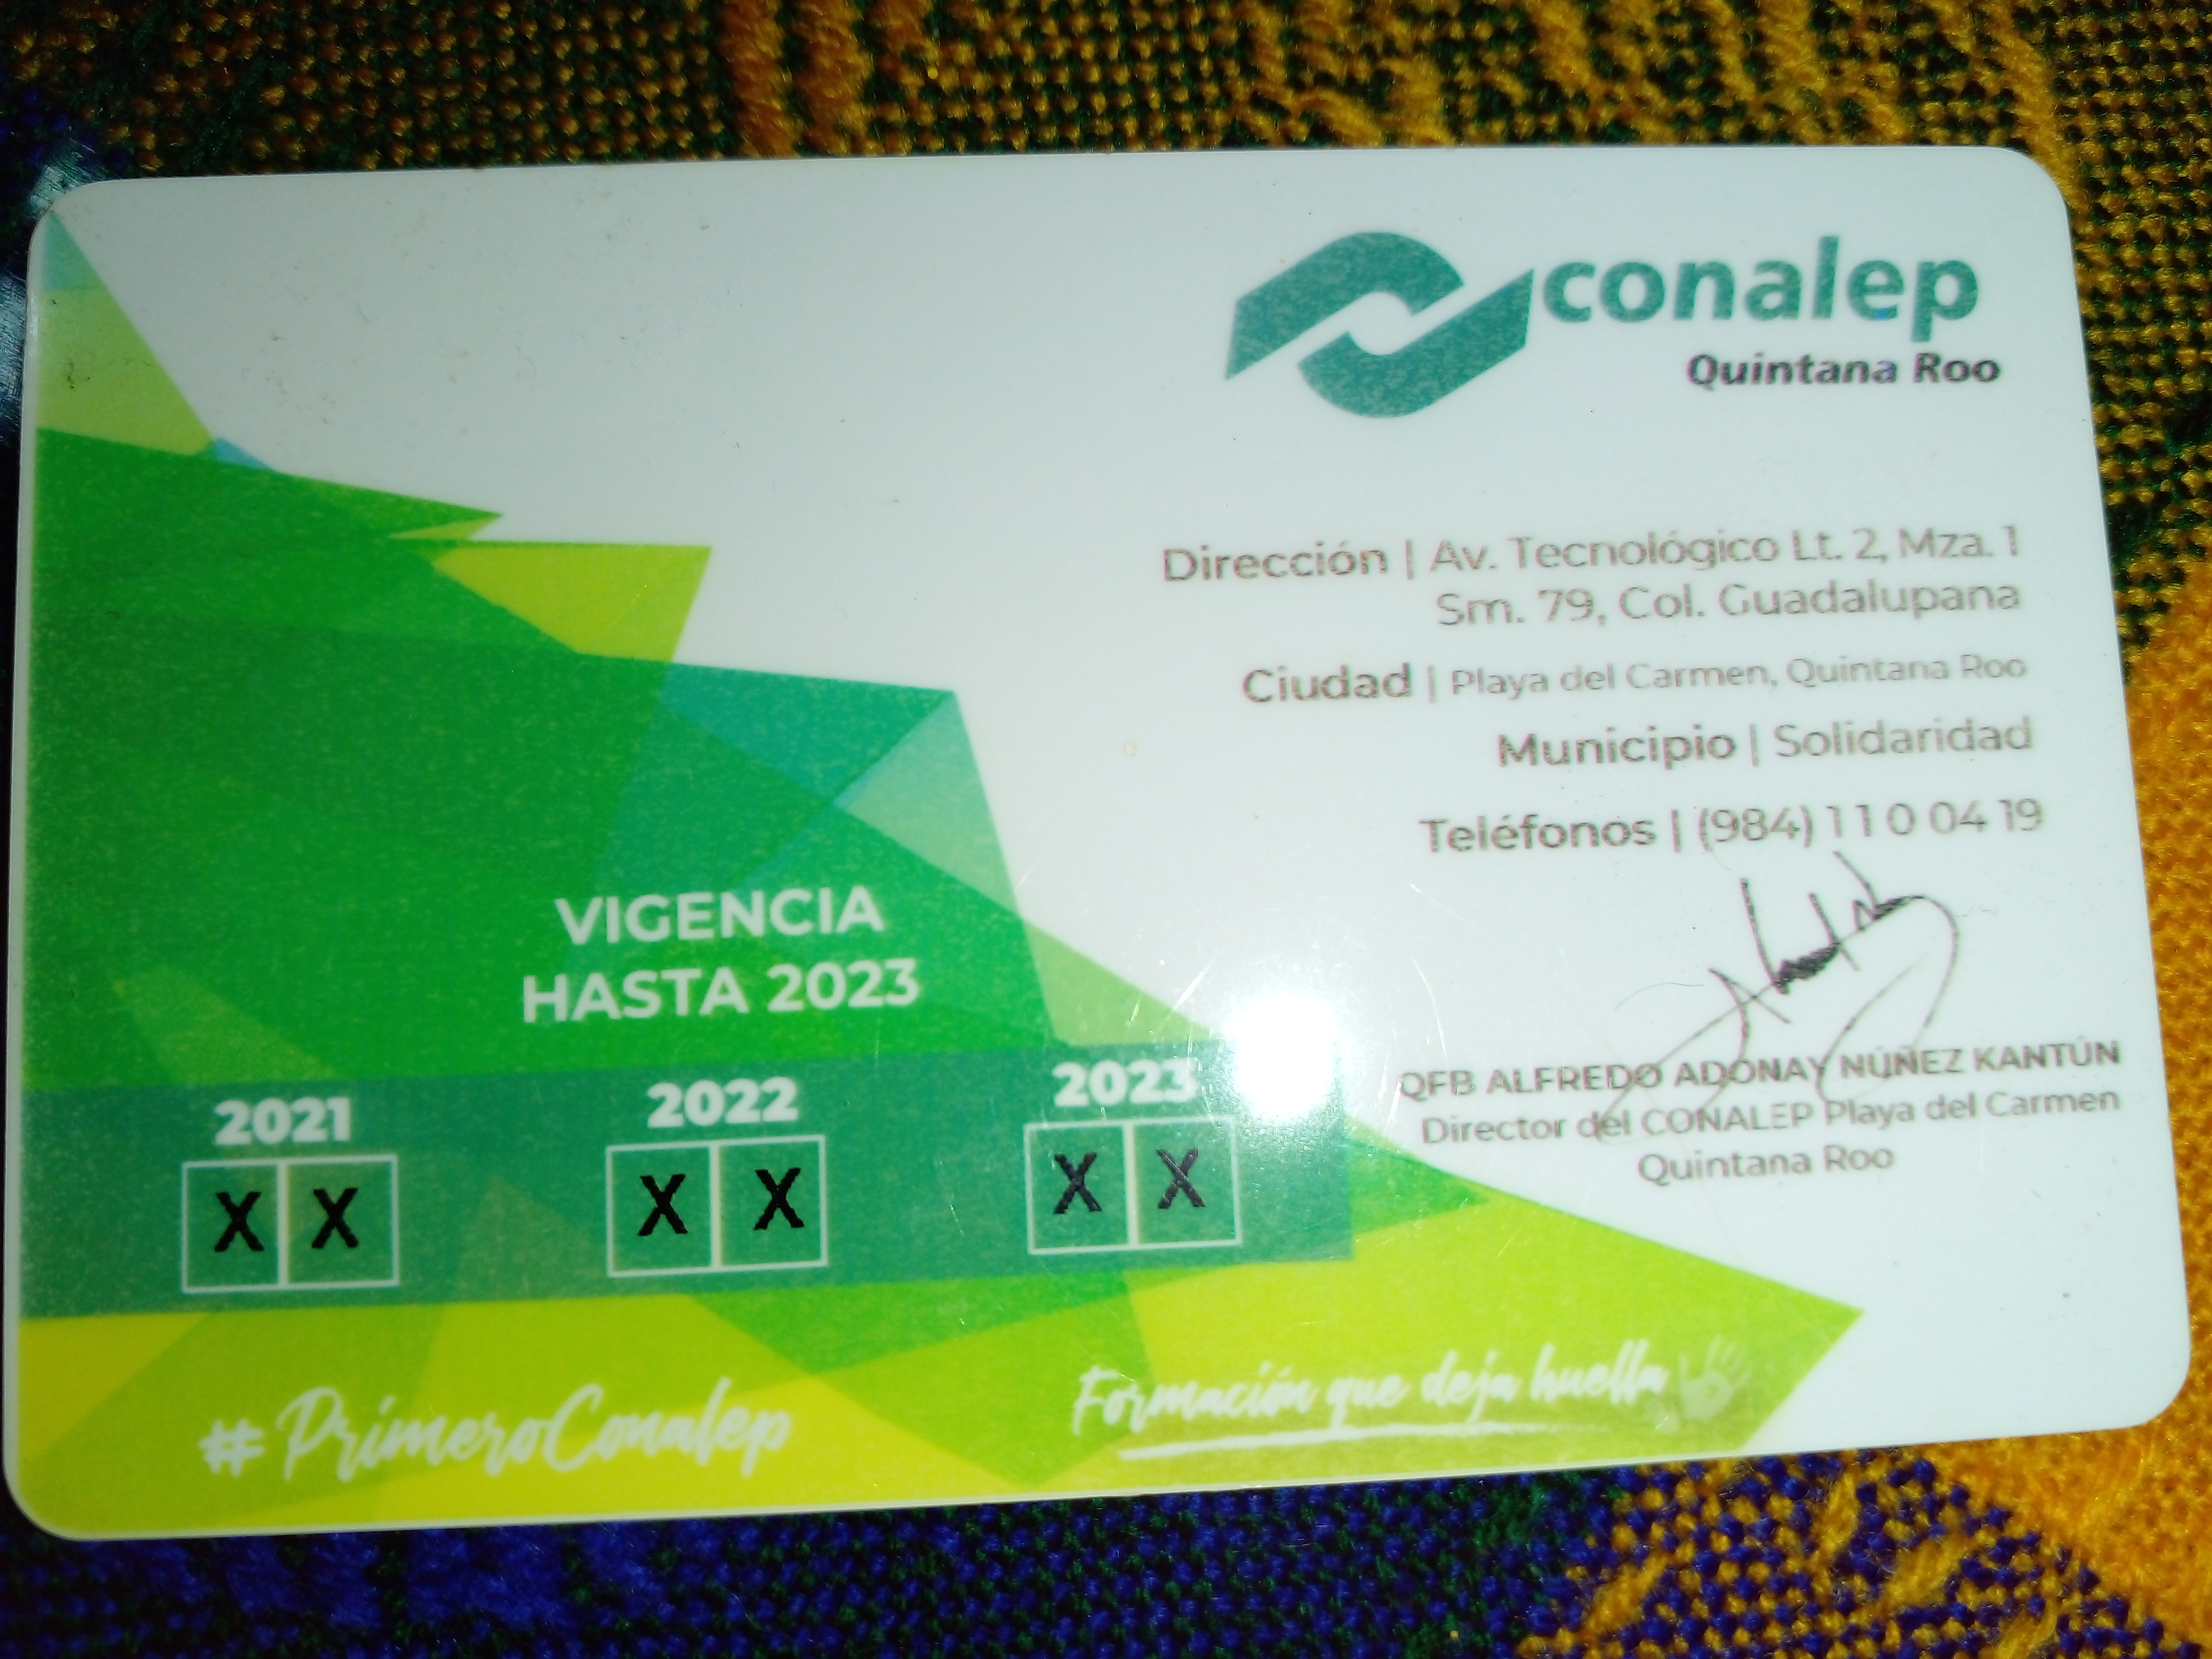 conalep
Quintana Roo
Dirección | Av. Tecnológico Lt. 2, Mza. 1
Sm. 79, Col. Guadalupana
Ciudad | Playa del Carmen, Quintana Roo
Municipio | Solidaridad
Teléfonos | (984) 1 1 0 04 19
VIGENCIA
HASTA 2023
2021 2022 2023
X X X X X X
QFB ALFREDO ADONAY NÚÑEZ KANTÚN
Director del CONALEP Playa del Carmen
Quintana Roo
#PrimeroConalep
Formación que deja huella